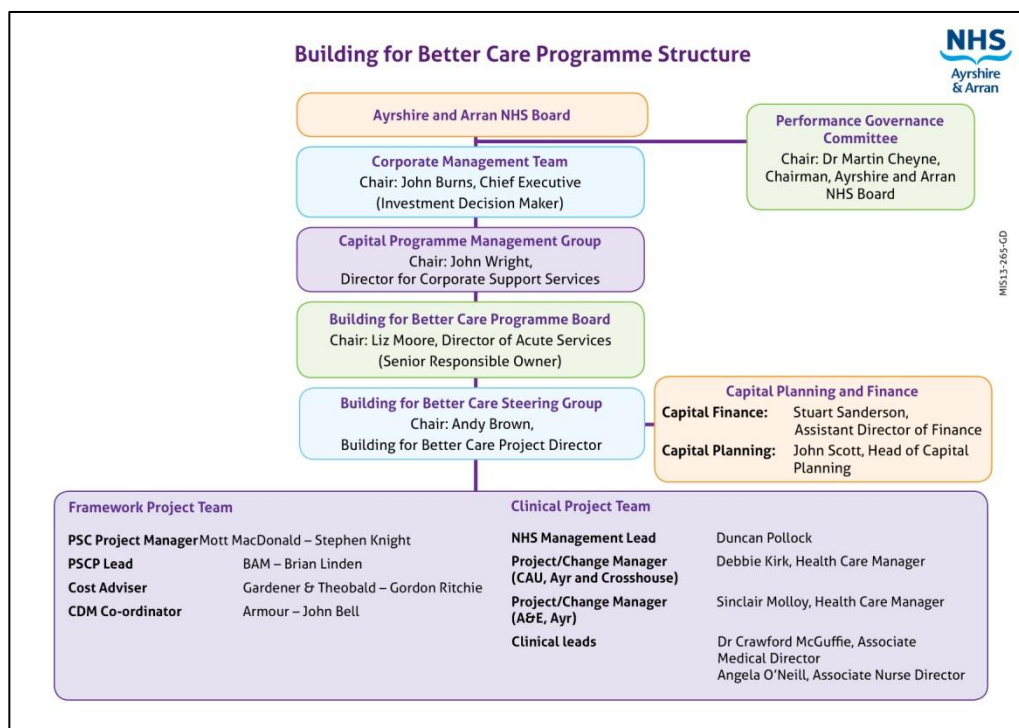 Building for Better Care Programme Structure
NHS
Ayrshire
& Arran
Ayrshire and Arran NHS Board
Performance Governance
Committee
Chair: Dr Martin Cheyne,
Chairman, Ayrshire and Arran
NHS Board
Corporate Management Team
Chair: John Burns, Chief Executive
(Investment Decision Maker)
Capital Programme Management Group
Chair: John Wright,
Director for Corporate Support Services
MIS13-265-GD
Building for Better Care Programme Board
Chair: Liz Moore, Director of Acute Services
(Senior Responsible Owner)
Building for Better Care Steering Group
Chair: Andy Brown,
Building for Better Care Project Director
Capital Planning and Finance
Capital Finance: Stuart Sanderson,
Assistant Director of Finance
Capital Planning: John Scott, Head of Capital
Planning
Framework Project Team
PSC Project Manager Mott MacDonald – Stephen Knight
PSCP Lead BAM – Brian Linden
Cost Adviser Gardener & Theobald – Gordon Ritchie
CDM Co-ordinator Armour – John Bell
Clinical Project Team
NHS Management Lead Duncan Pollock
Project/Change Manager Debbie Kirk, Health Care Manager
(CAU, Ayr and Crosshouse)
Project/Change Manager Sinclair Molloy, Health Care Manager
(A&E, Ayr)
Clinical leads Dr Crawford McGuffie, Associate
Medical Director
Angela O'Neill, Associate Nurse Director